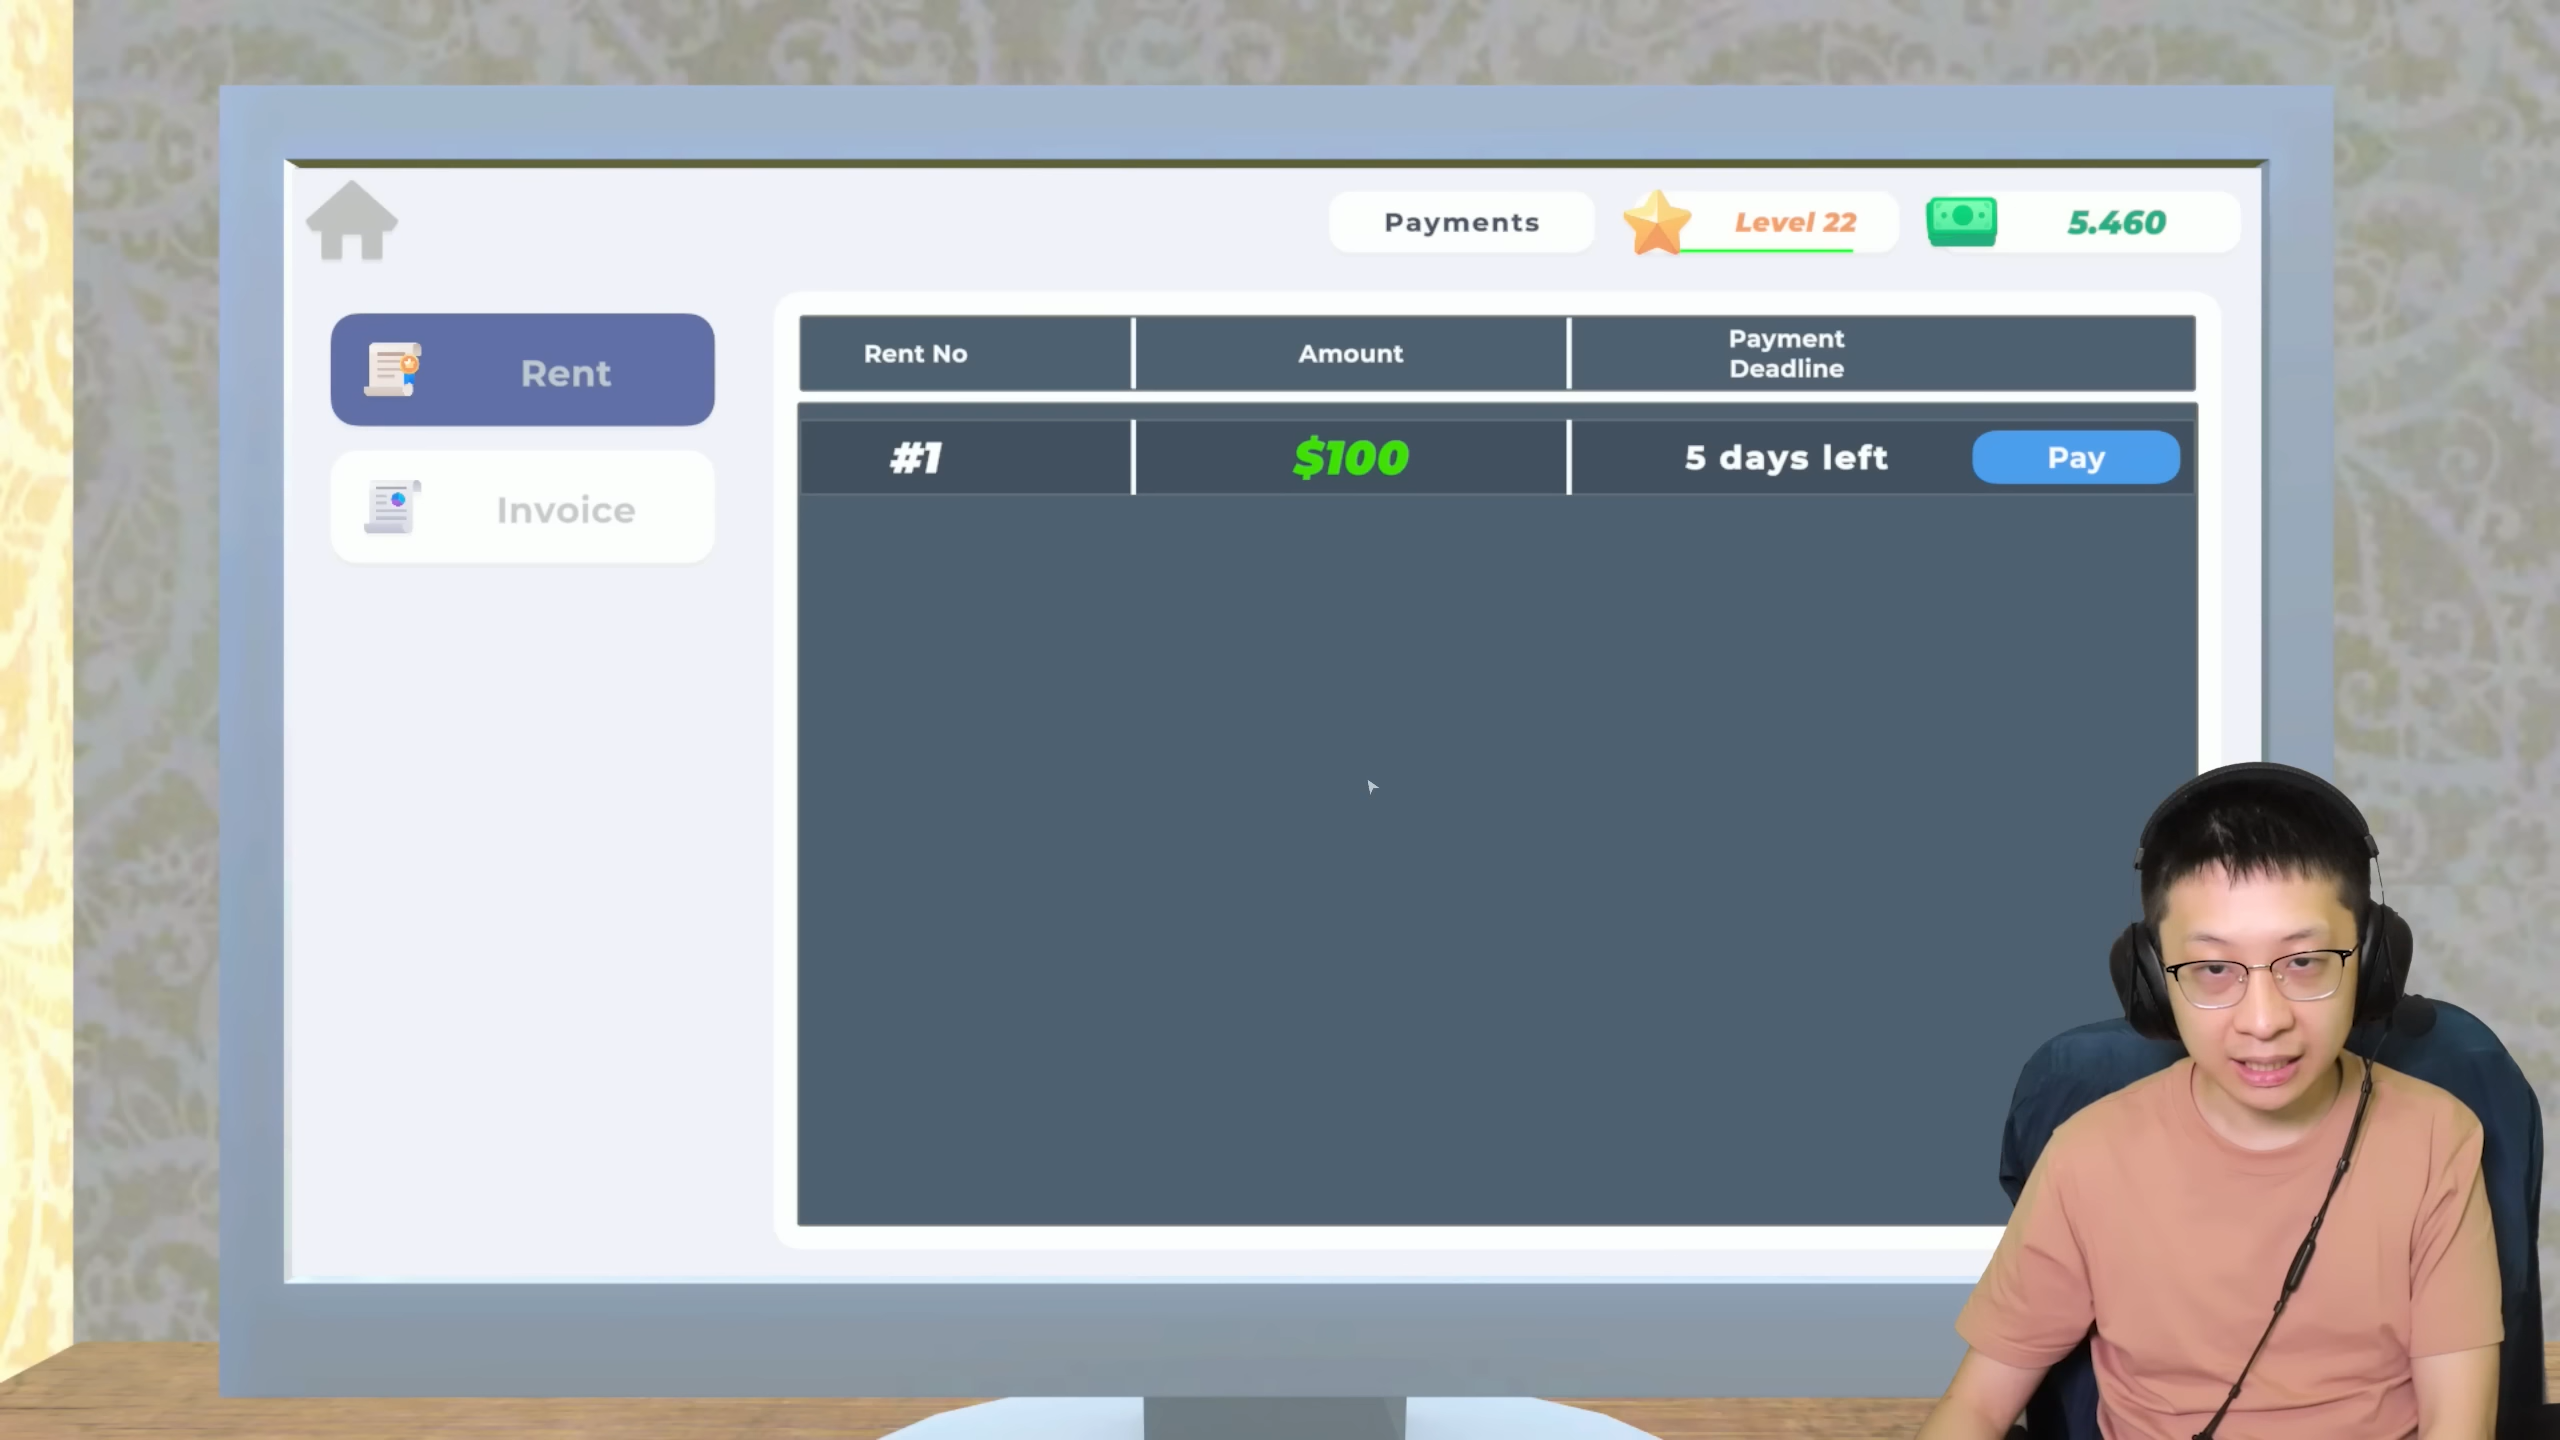 Payments
Level 22
5.460
Rent
Invoice
Rent No
Amount
Payment
Deadline
#1
$100
5 days left
Pay